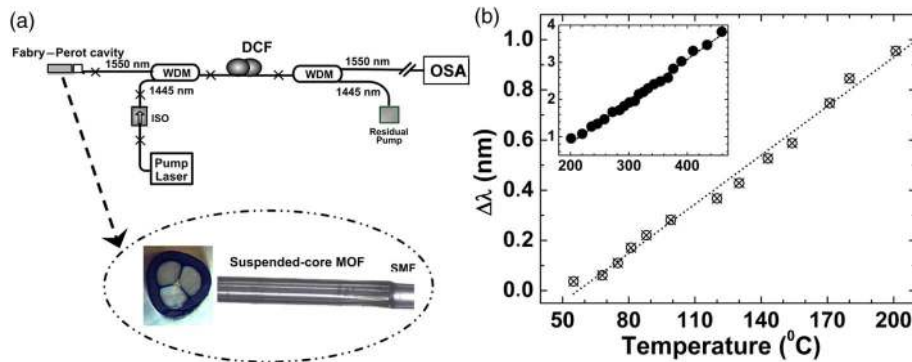 (a)
Fabry–Perot cavity
1550 nm
WDM
1445 nm
DCF
WDM
1550 nm
1445 nm
OSA
ISO
Residual
Pump
Pump
Laser
Suspended-core MOF
SMF
(b)
Δλ (nm)
1.0
0.8
0.6
0.4
0.2
0.0
4
3
2
1
200
300
400
50
80
110
140
170
200
Temperature (⁰C)